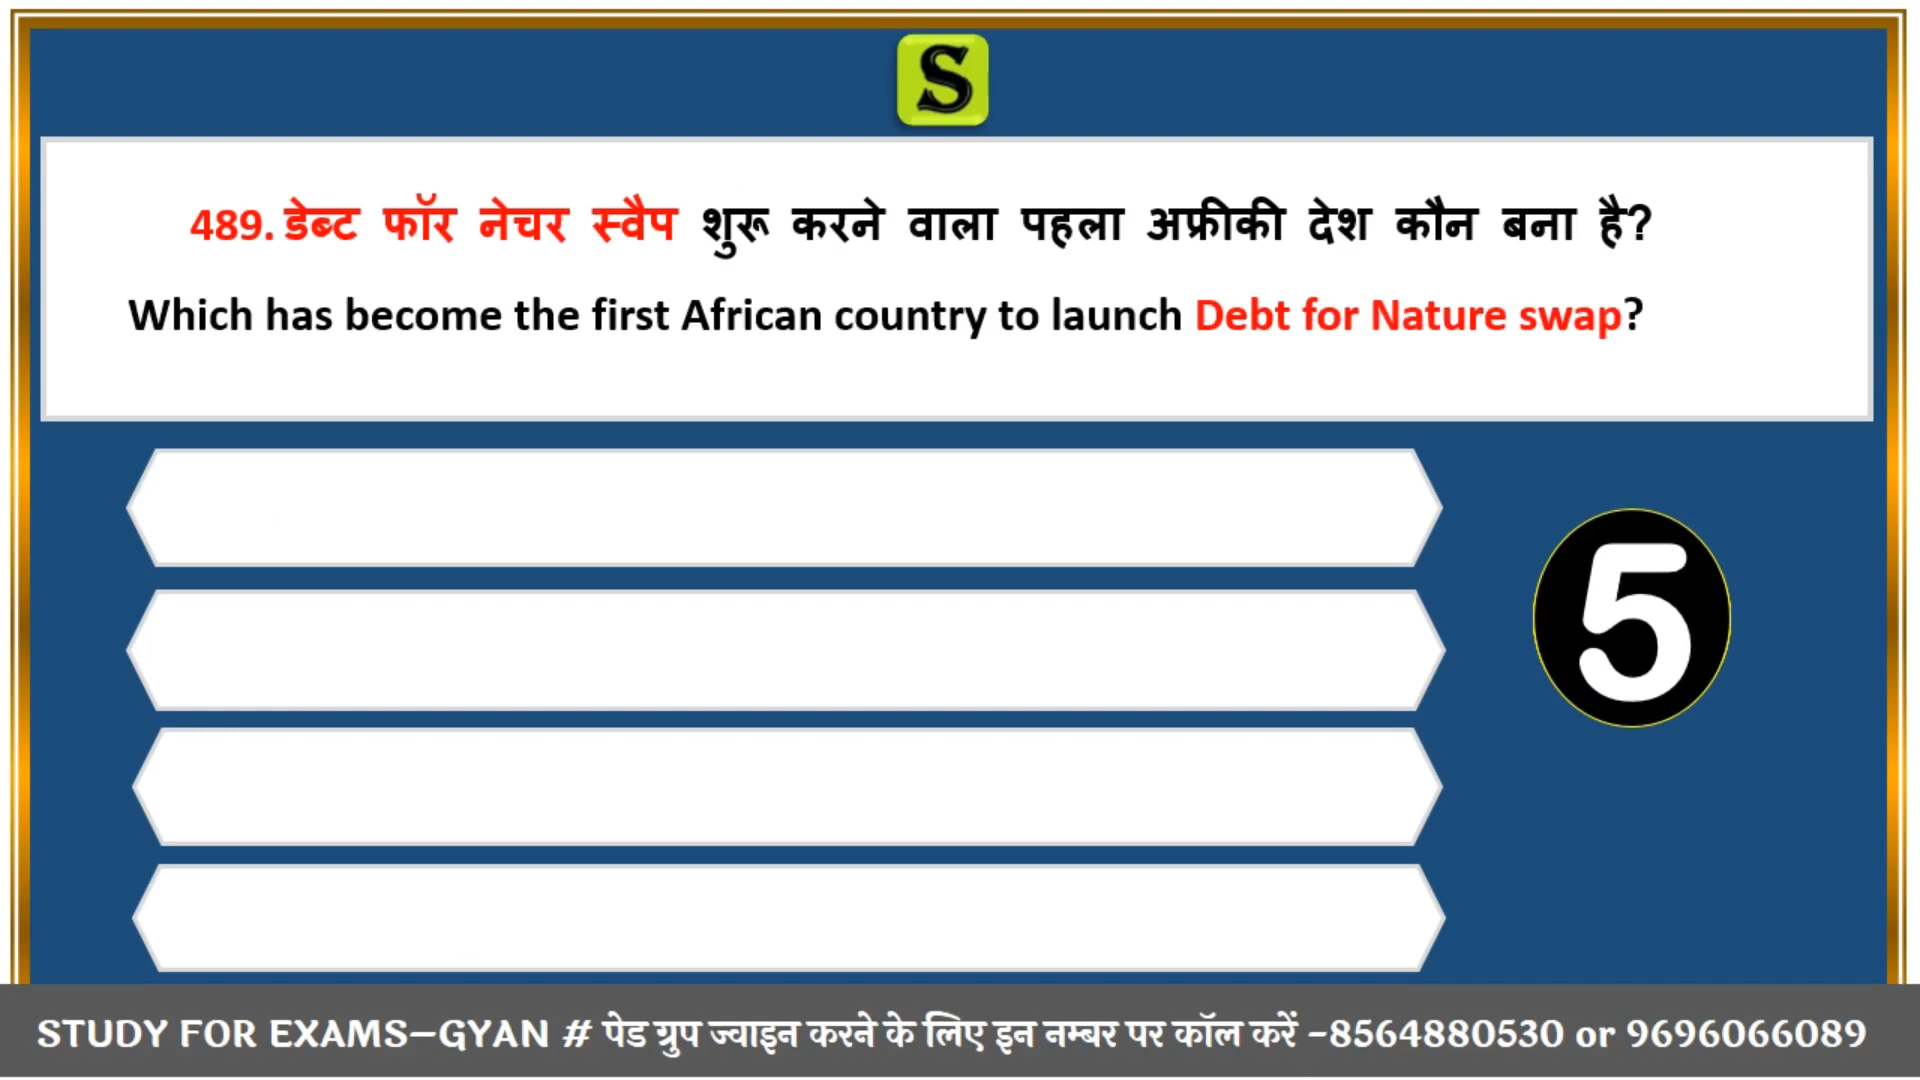 S
489. डेब्ट फॉर नेचर स्वैप शुरू करने वाला पहला अफ्रीकी देश कौन बना है?
Which has become the first African country to launch Debt for Nature swap?
5
STUDY FOR EXAMS–GYAN # पेड ग्रुप ज्वाइन करने के लिए इन नम्बर पर कॉल करें -8564880530 or 9696066089